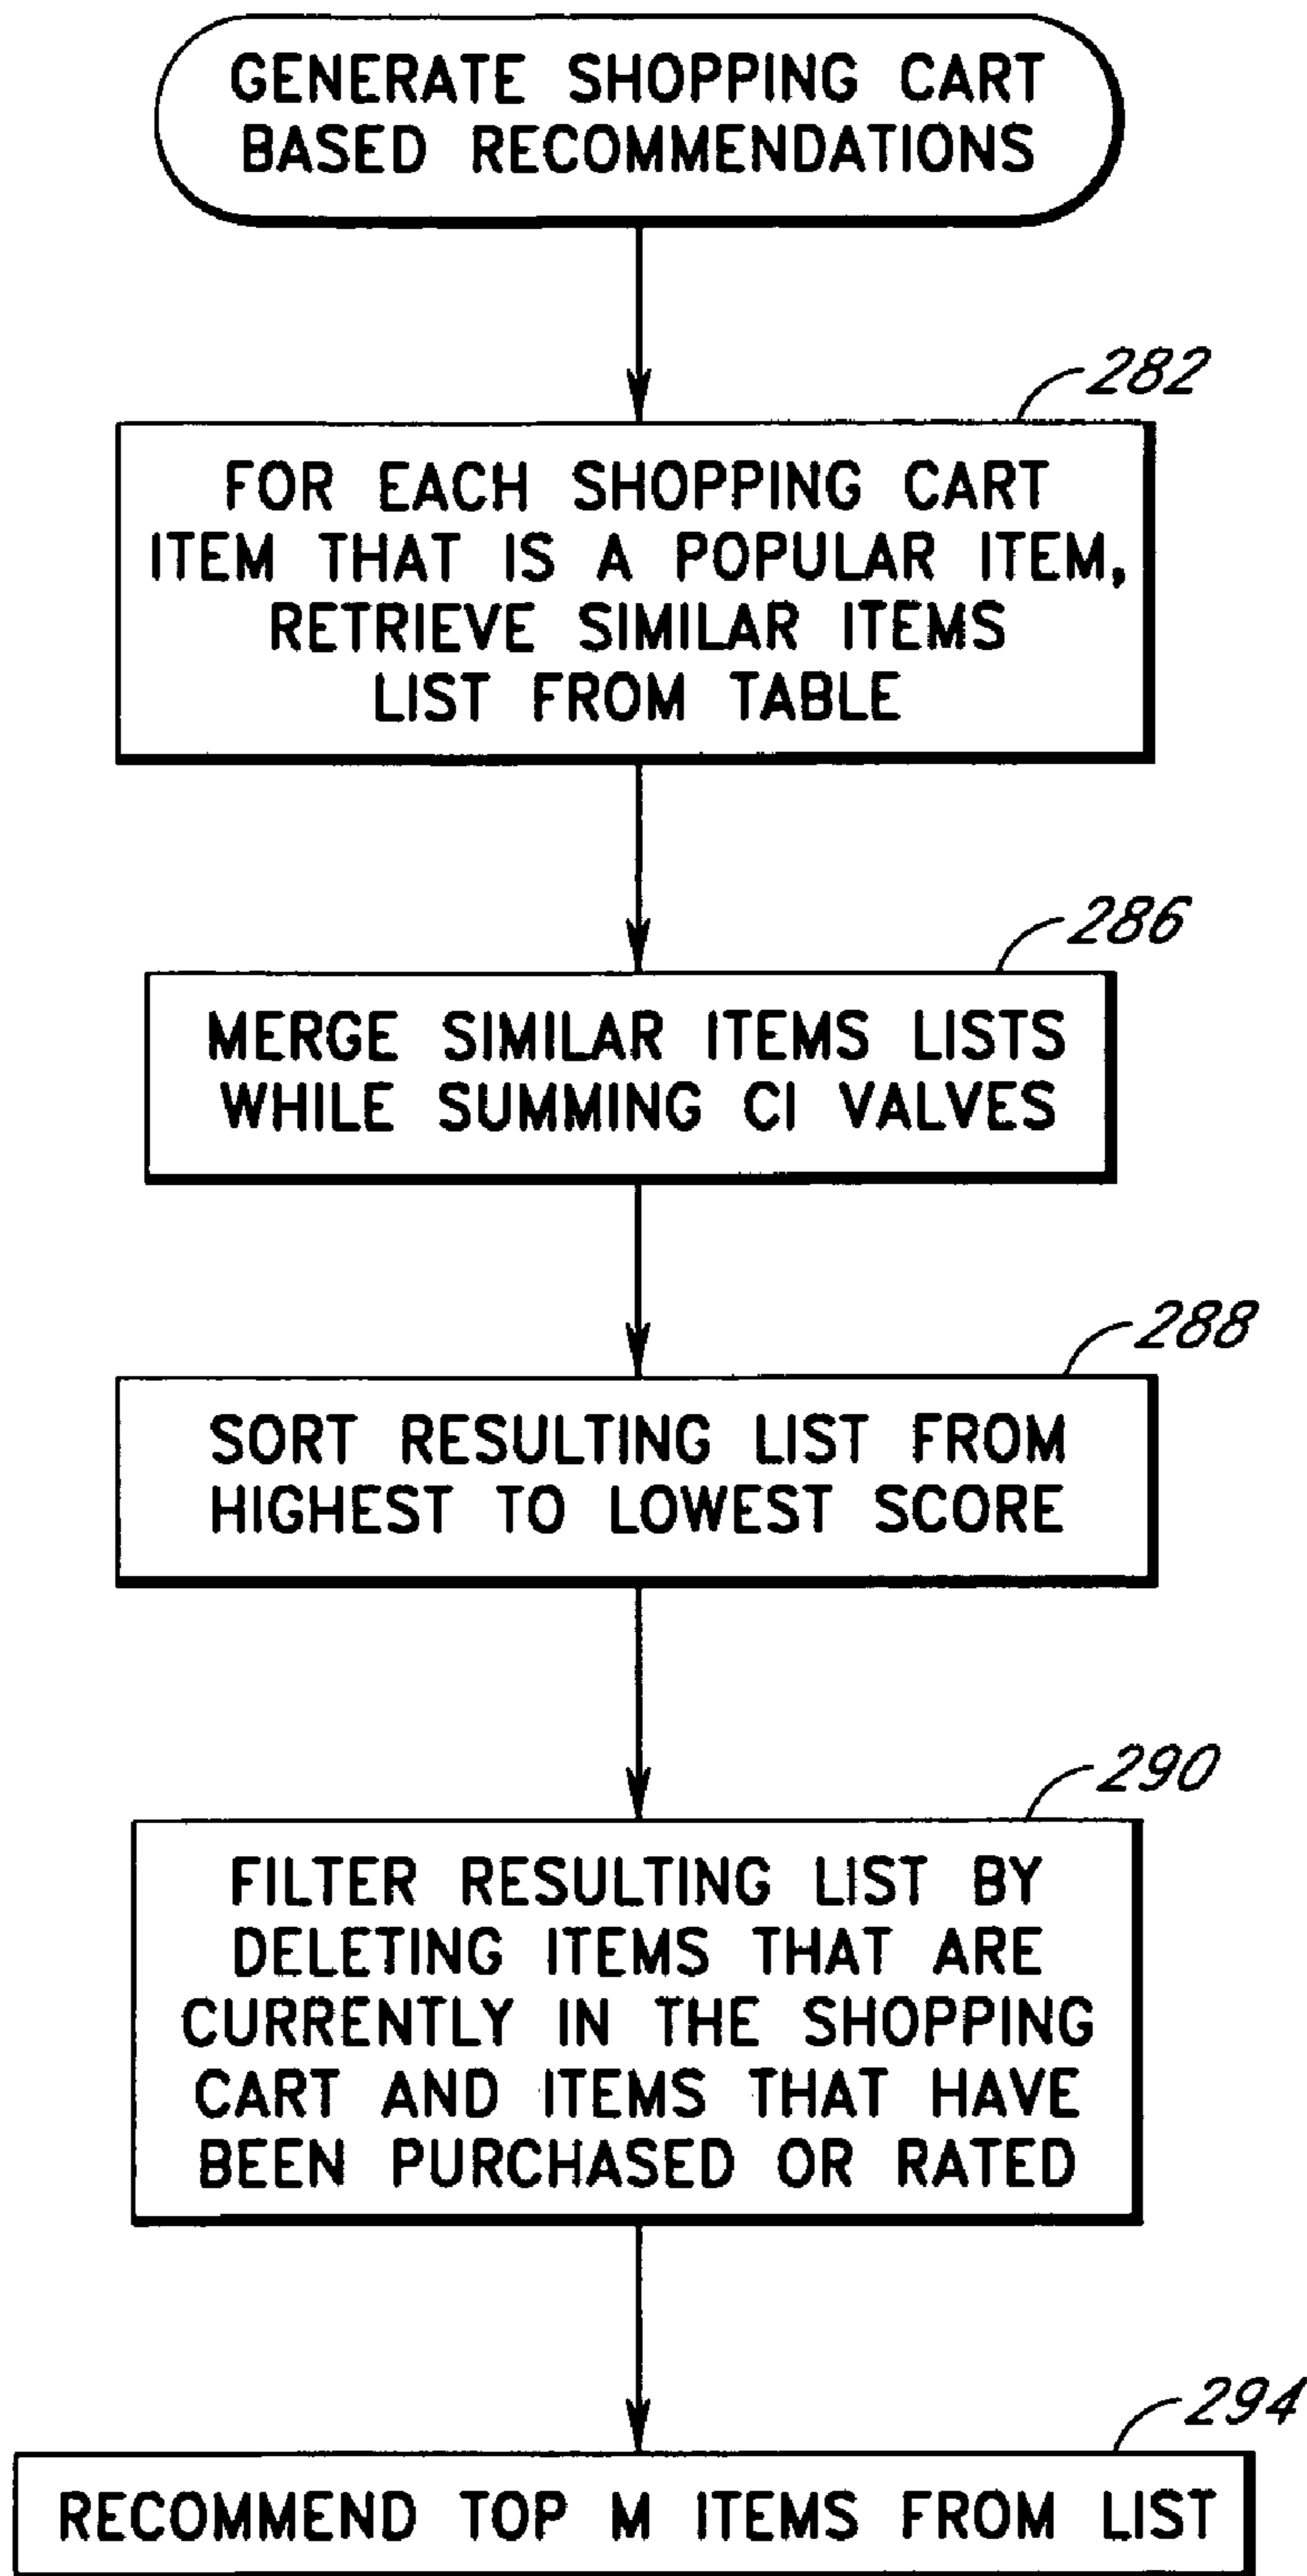 GENERATE SHOPPING CART
BASED RECOMMENDATIONS
282
FOR EACH SHOPPING CART
ITEM THAT IS A POPULAR ITEM,
RETRIEVE SIMILAR ITEMS
LIST FROM TABLE
286
MERGE SIMILAR ITEMS LISTS
WHILE SUMMING CI VALVES
288
SORT RESULTING LIST FROM
HIGHEST TO LOWEST SCORE
290
FILTER RESULTING LIST BY
DELETING ITEMS THAT ARE
CURRENTLY IN THE SHOPPING
CART AND ITEMS THAT HAVE
BEEN PURCHASED OR RATED
294
RECOMMEND TOP M ITEMS FROM LIST